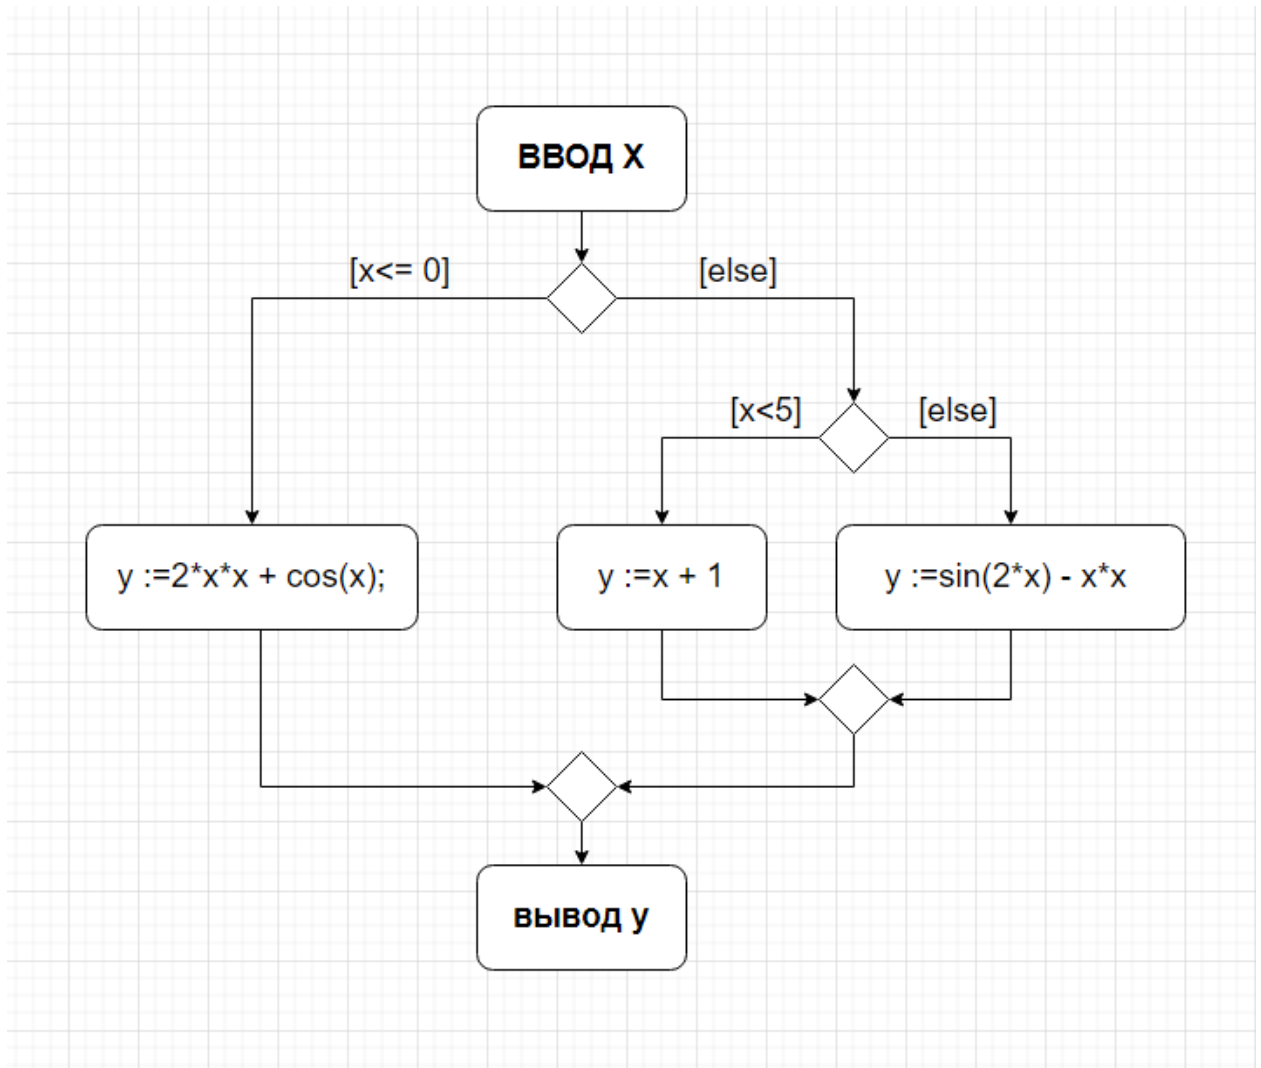 ВВОД X
[x<= 0]
[else]
[x<5]
[else]
y :=2*x*x + cos(x);
y :=x + 1
y :=sin(2*x) - x*x
вывод y